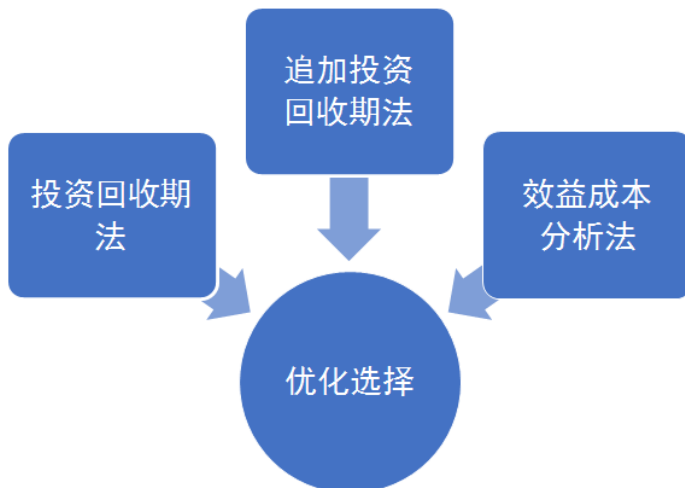 追加投资
回收期法
投资回收期
法
效益成本
分析法
优化选择